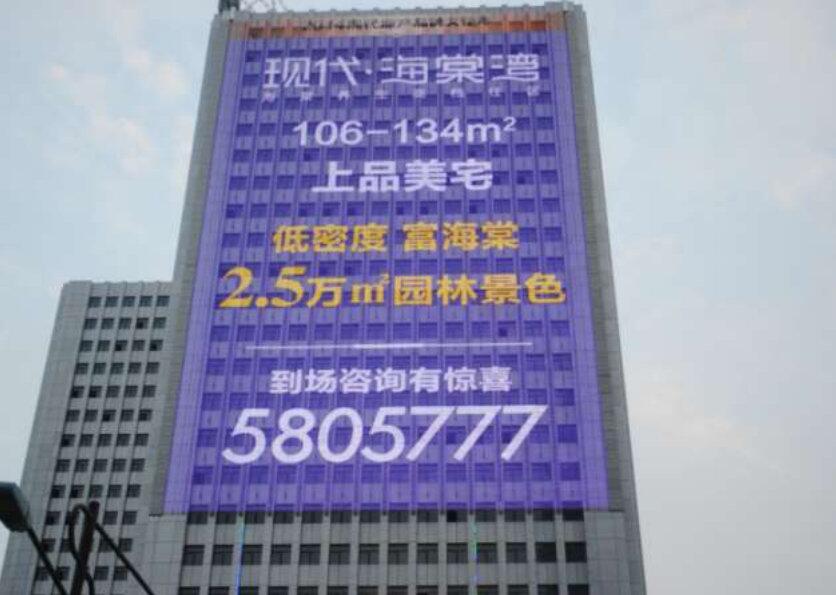 现代·海棠湾
106-134m²
上品美宅
低密度 富海棠
2.5万㎡园林景色
到场咨询有惊喜
5805777